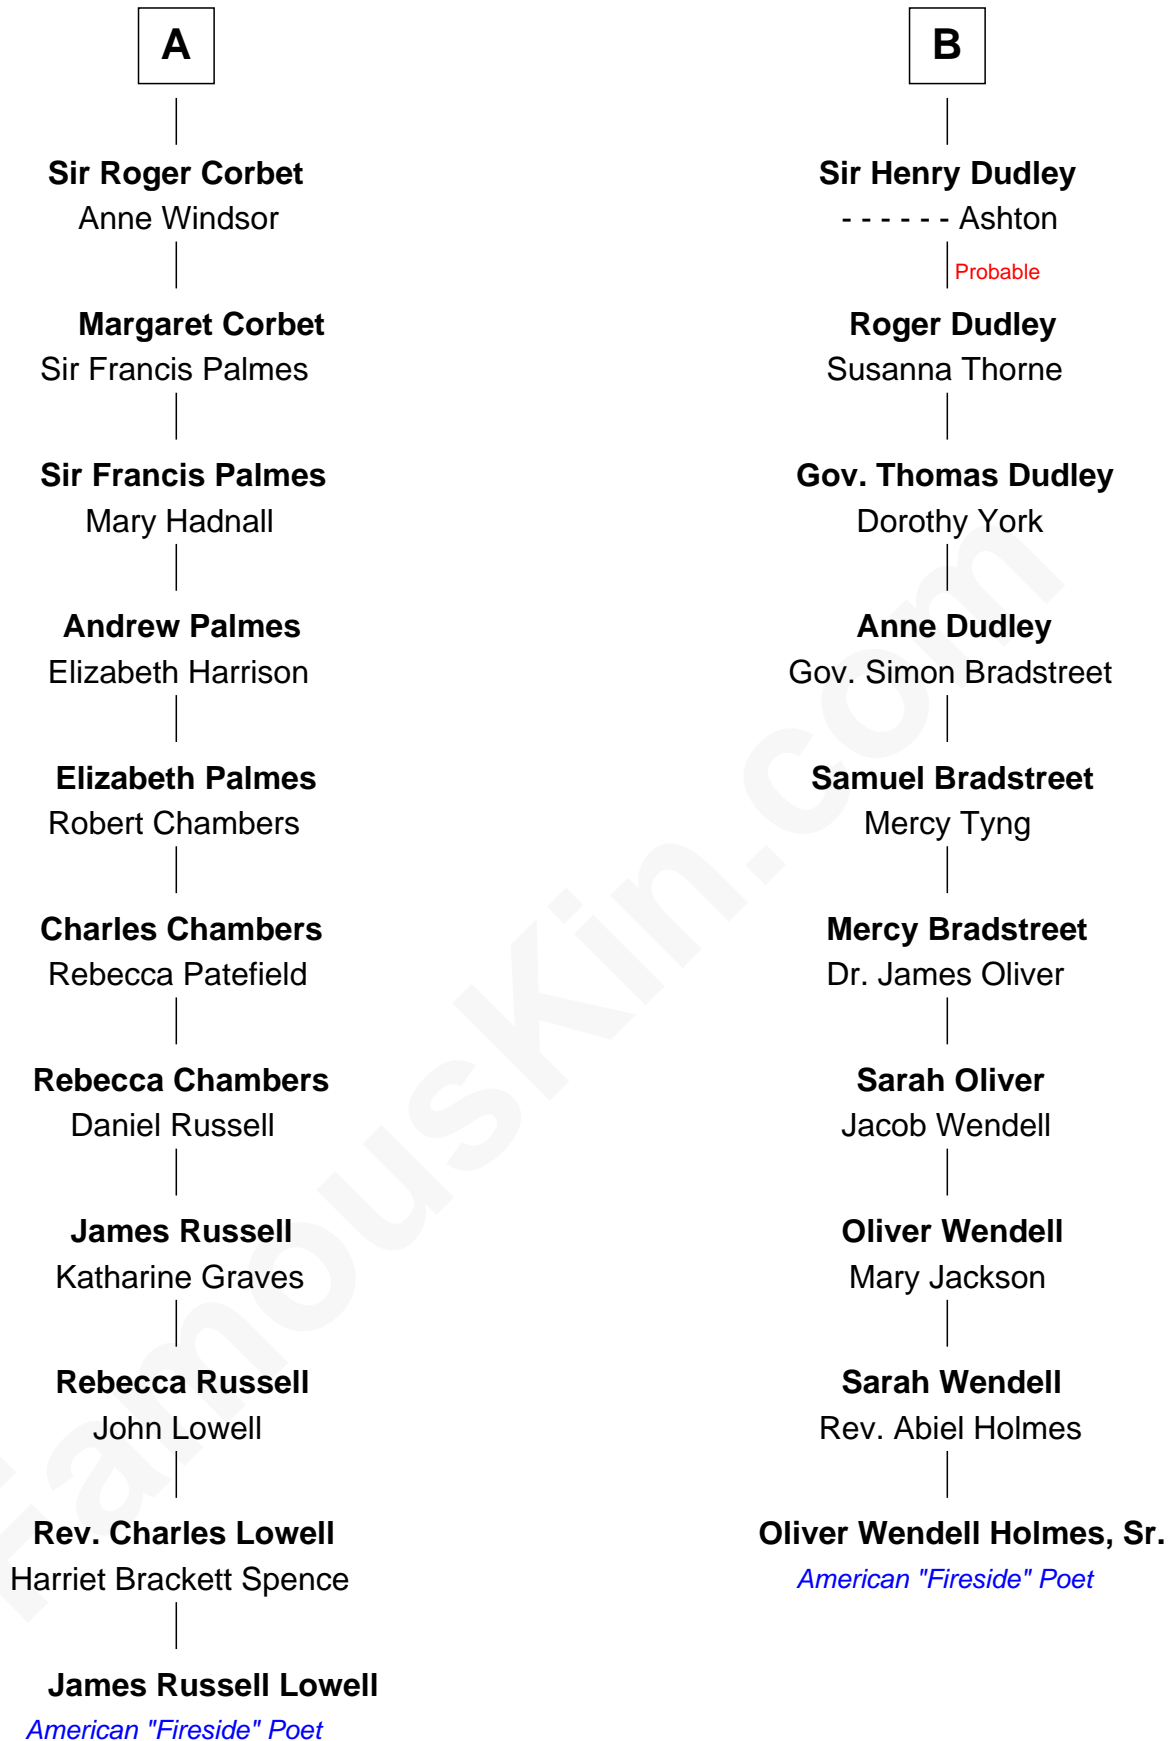 A
Sir Roger Corbet
Anne Windsor
Margaret Corbet
Sir Francis Palmes
Sir Francis Palmes
Mary Hadnall
Andrew Palmes
Elizabeth Harrison
Elizabeth Palmes
Robert Chambers
Charles Chambers
Rebecca Patefield
Rebecca Chambers
Daniel Russell
James Russell
Katharine Graves
Rebecca Russell
John Lowell
Rev. Charles Lowell
Harriet Brackett Spence
James Russell Lowell
American "Fireside" Poet
B
Sir Henry Dudley
- - - - - - Ashton
Probable
Roger Dudley
Susanna Thorne
Gov. Thomas Dudley
Dorothy York
Anne Dudley
Gov. Simon Bradstreet
Samuel Bradstreet
Mercy Tyng
Mercy Bradstreet
Dr. James Oliver
Sarah Oliver
Jacob Wendell
Oliver Wendell
Mary Jackson
Sarah Wendell
Rev. Abiel Holmes
Oliver Wendell Holmes, Sr.
American "Fireside" Poet
FamousKin.com